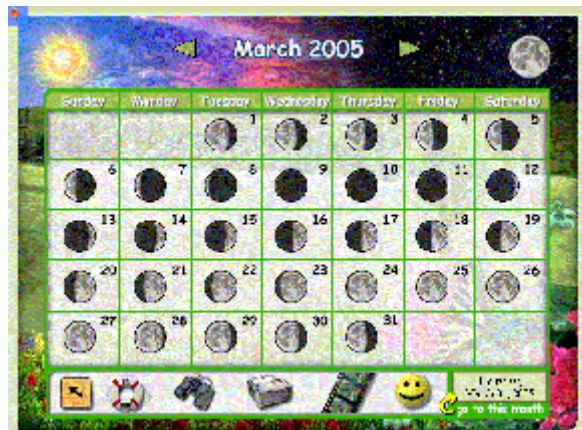 March 2005
Sunday Monday Tuesday Wednesday Thursday Friday Saturday
1 2 3 4 5
6 7 8 9 10 11 12
13 14 15 16 17 18 19
20 21 22 23 24 25 26
27 28 29 30 31
go to this month